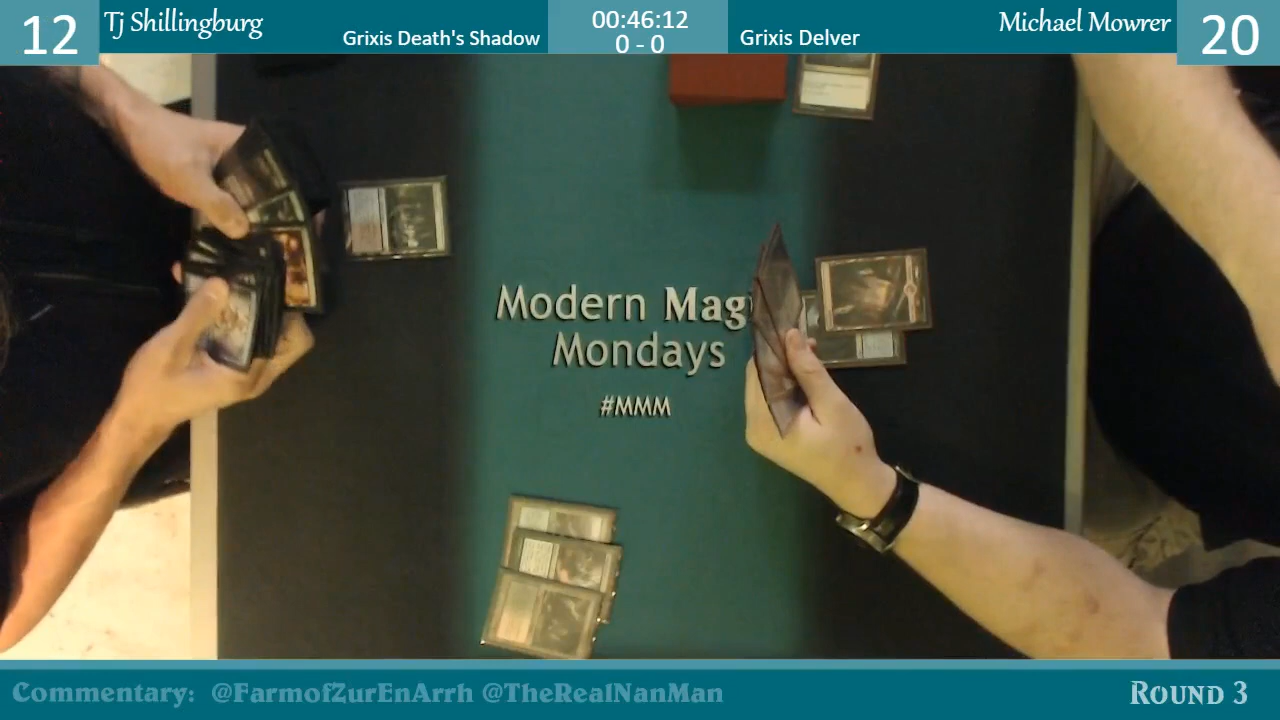 12
Tj Shillingburg
Grixis Death's Shadow
00:46:12
0 - 0
Grixis Delver
Michael Mowrer
20
Modern Mag
Mondays
#MMM
Commentary: @FarmofZurEnArrh @TheRealNanMan
Round 3